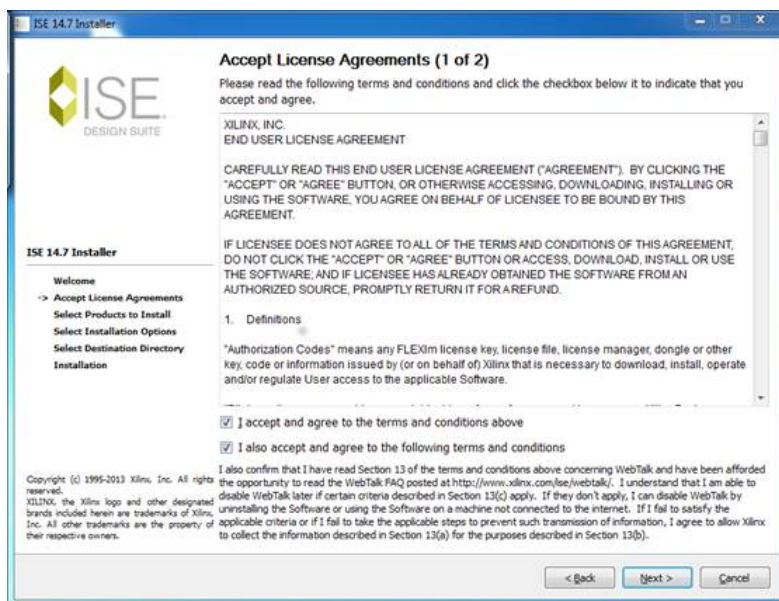 ISE 14.7 Installer
ISE
DESIGN SUITE
ISE 14.7 Installer
Welcome
-> Accept License Agreements
Select Products to Install
Select Installation Options
Select Destination Directory
Installation
Copyright (c) 1995-2013 Xilinx, Inc. All rights
reserved.
XILINX, the Xilinx logo and other designated
brands included herein are trademarks of Xilinx,
Inc. All other trademarks are the property of
their respective owners.
Accept License Agreements (1 of 2)
Please read the following terms and conditions and click the checkbox below it to indicate that you
accept and agree.
XILINX, INC.
END USER LICENSE AGREEMENT
CAREFULLY READ THIS END USER LICENSE AGREEMENT ("AGREEMENT"). BY CLICKING THE
"ACCEPT" OR "AGREE" BUTTON, OR OTHERWISE ACCESSING, DOWNLOADING, INSTALLING OR
USING THE SOFTWARE, YOU AGREE ON BEHALF OF LICENSEE TO BE BOUND BY THIS
AGREEMENT.
IF LICENSEE DOES NOT AGREE TO ALL OF THE TERMS AND CONDITIONS OF THIS AGREEMENT,
DO NOT CLICK THE "ACCEPT" OR "AGREE" BUTTON OR ACCESS, DOWNLOAD, INSTALL OR USE
THE SOFTWARE; AND IF LICENSEE HAS ALREADY OBTAINED THE SOFTWARE FROM AN
AUTHORIZED SOURCE, PROMPTLY RETURN IT FOR A REFUND.
1. Definitions
"Authorization Codes" means any FLEXlm license key, license file, license manager, dongle or other
key, code or information issued by (or on behalf of) Xilinx that is necessary to download, install, operate
and/or regulate User access to the applicable Software.
I accept and agree to the terms and conditions above
I also accept and agree to the following terms and conditions
I also confirm that I have read Section 13 of the terms and conditions above concerning WebTalk and have been afforded
the opportunity to read the WebTalk FAQ posted at http://www.xilinx.com/ise/webtalk/. I understand that I am able to
disable WebTalk later if certain criteria described in Section 13(c) apply. If they don't apply, I can disable WebTalk by
uninstalling the Software or using the Software on a machine not connected to the internet. If I fail to satisfy the
applicable criteria or if I fail to take the applicable steps to prevent such transmission of information, I agree to allow Xilinx
to collect the information described in Section 13(a) for the purposes described in Section 13(b).
< Back
Next >
Cancel